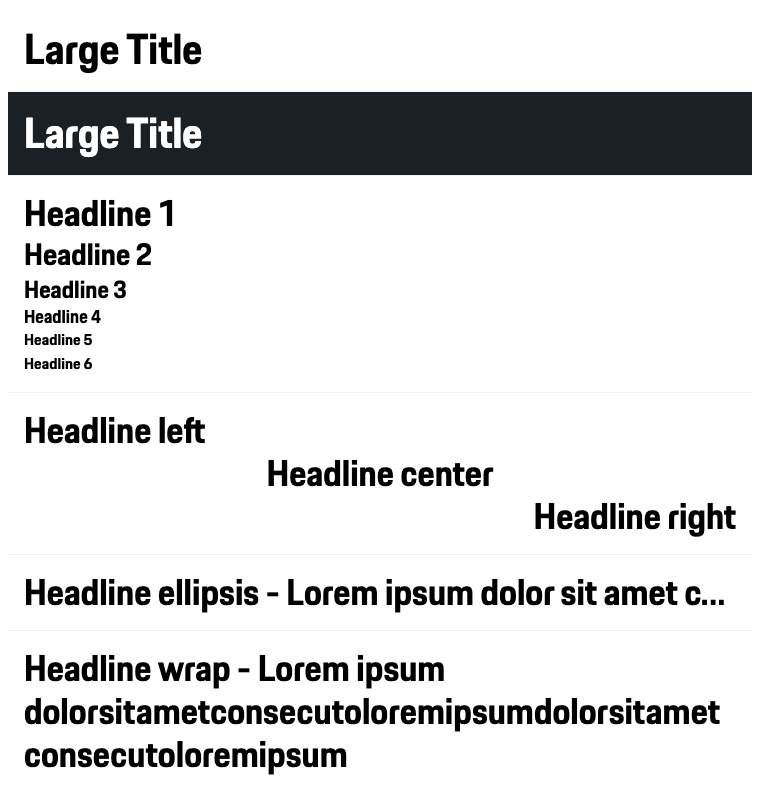 Large Title
Large Title
Headline 1
Headline 2
Headline 3
Headline 4
Headline 5
Headline 6
Headline left
Headline center
Headline right
Headline ellipsis - Lorem ipsum dolor sit amet c...
Headline wrap - Lorem ipsum
dolorsitametconsecutoloremipsumdolorsitamet
consecutoloremipsum